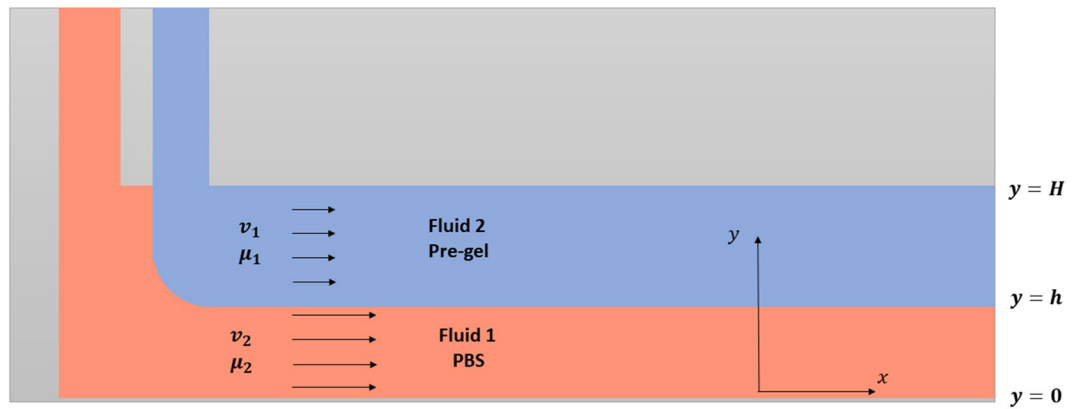 y = H
v₁
μ₁
Fluid 2
Pre-gel
y
y = h
v₂
μ₂
Fluid 1
PBS
x
y = 0